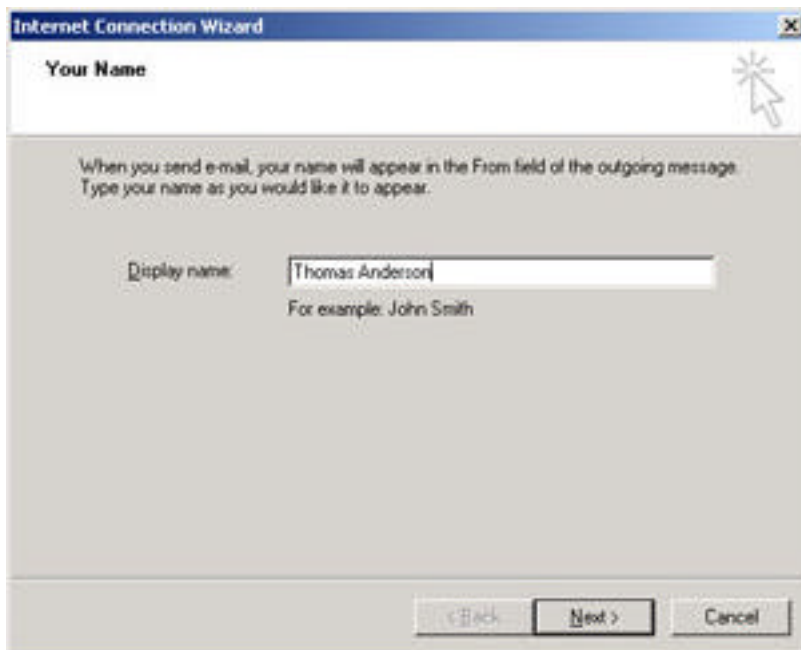 Internet Connection Wizard
Your Name
When you send e-mail, your name will appear in the From field of the outgoing message.
Type your name as you would like it to appear.
Display name: Thomas Anderson
For example: John Smith
< Back Next > Cancel